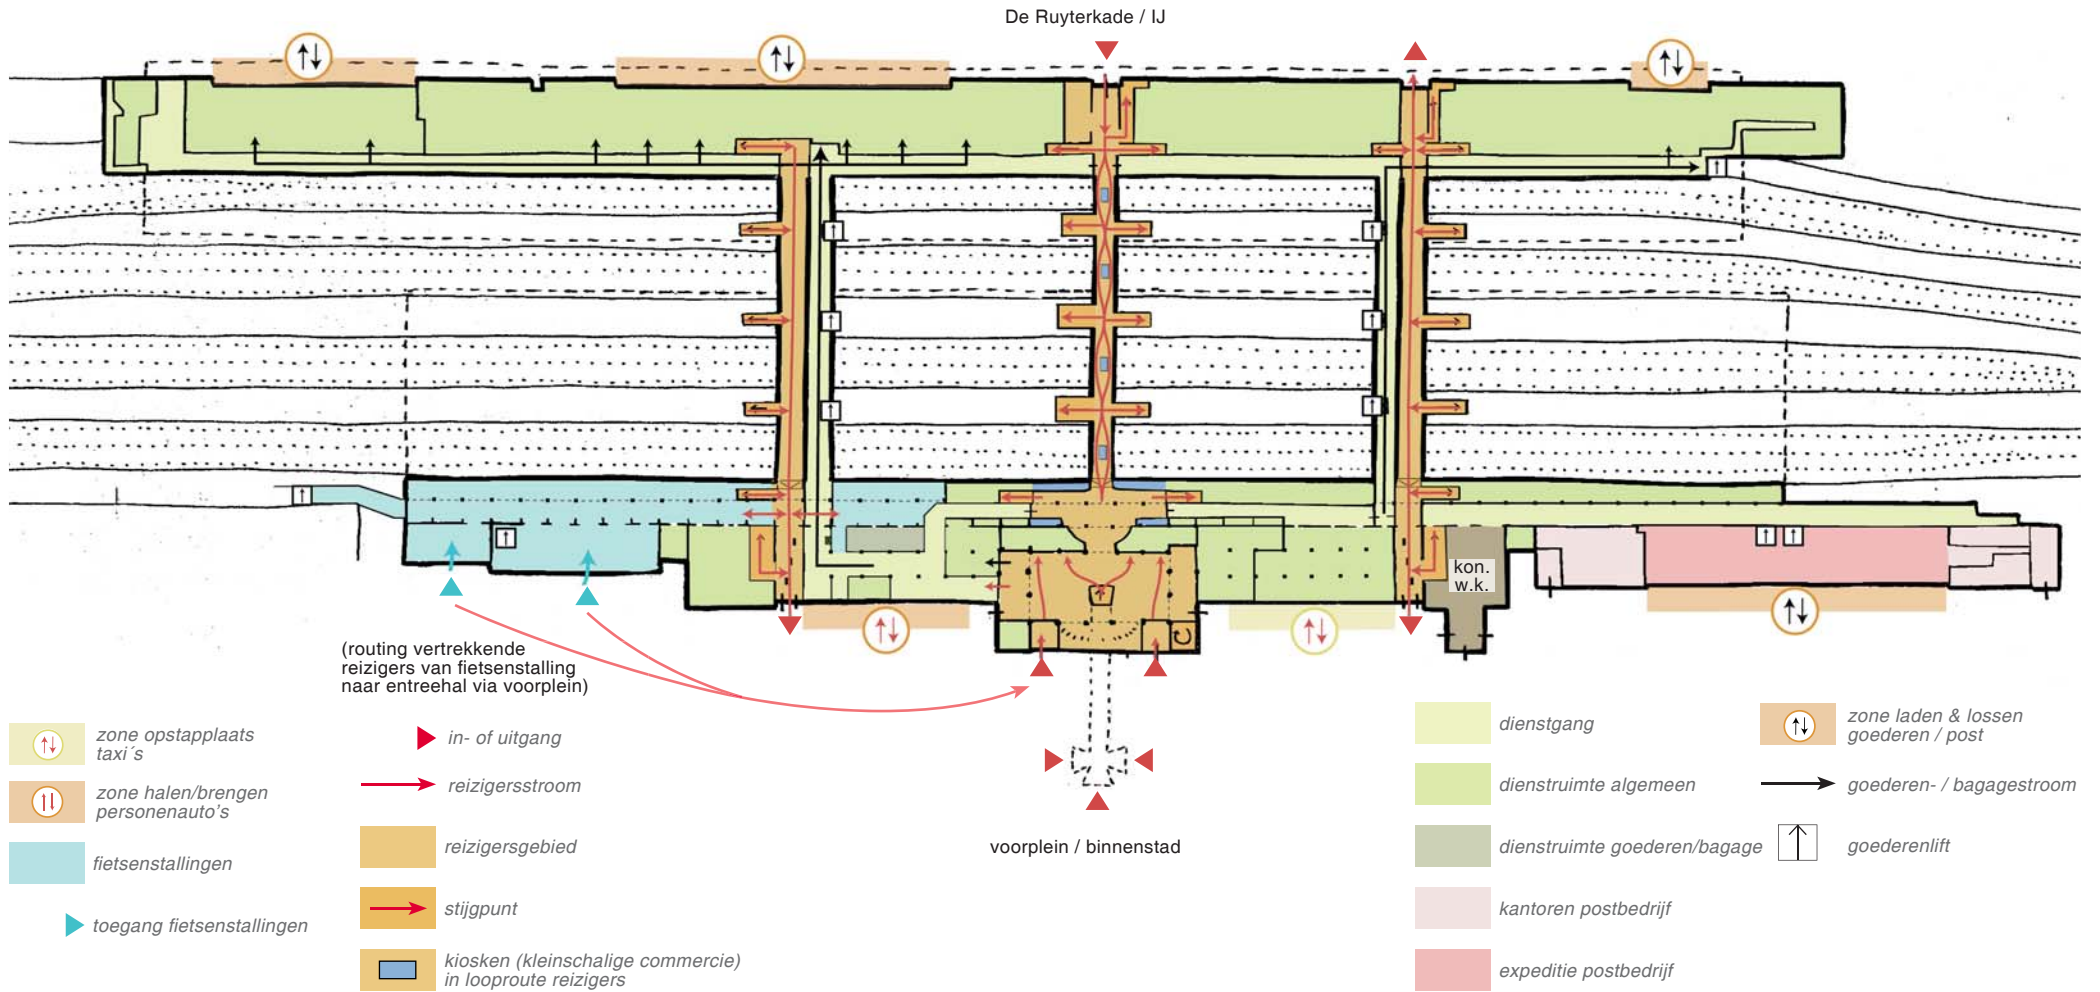 De Ruyterkade / IJ
kon.
w.k.
(routing vertrekkende
reizigers van fietsenstalling
naar entreehal via voorplein)
voorplein / binnenstad
zone opstapplaats
taxi´s
zone halen/brengen
personenauto's
fietsenstallingen
toegang fietsenstallingen
in- of uitgang
reizigersstroom
reizigersgebied
stijgpunt
kiosken (kleinschalige commercie)
in looproute reizigers
dienstgang
dienstruimte algemeen
dienstruimte goederen/bagage
kantoren postbedrijf
expeditie postbedrijf
zone laden & lossen
goederen / post
goederen- / bagagestroom
goederenlift